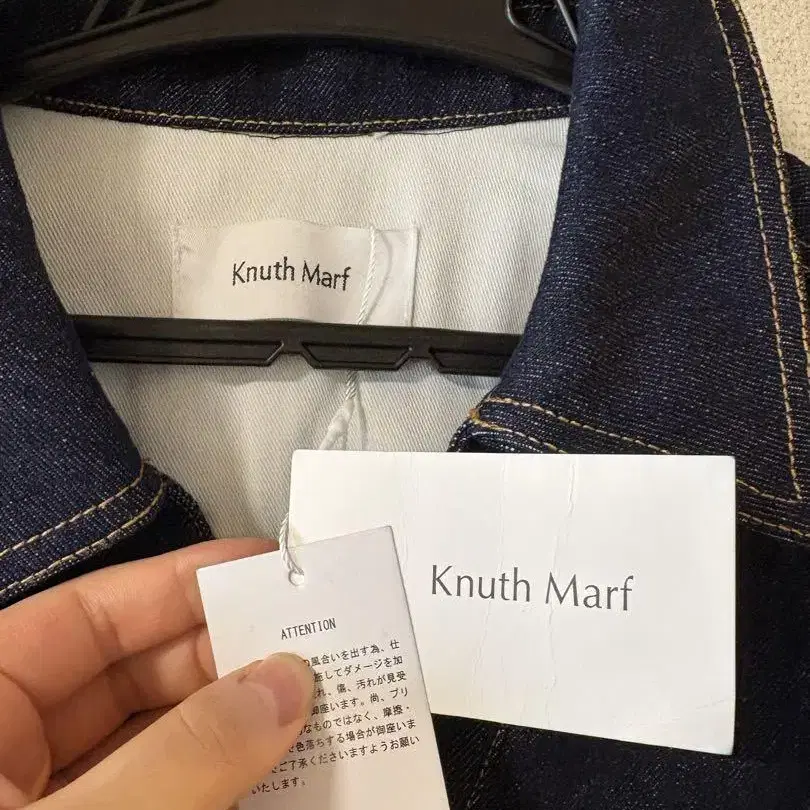 Knuth Marf
Knuth Marf
ATTENTION
風合いを出す為、仕
施してダメージを加
れ、傷、汚れが見受
御座います。尚、プリ
なものではなく、摩擦・
色落ちする場合が御座いま
ご了承くださいますようお願い
いたします。